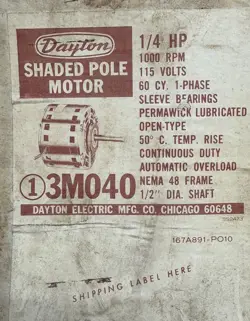 Dayton
SHADED POLE
MOTOR
1/4 HP
1000 RPM
115 VOLTS
60 CY. 1-PHASE
SLEEVE BEARINGS
PERMAWICK LUBRICATED
OPEN-TYPE
50° C. TEMP. RISE
CONTINUOUS DUTY
AUTOMATIC OVERLOAD
NEMA 48 FRAME
1/2" DIA. SHAFT
① 3M040
DAYTON ELECTRIC MFG. CO. CHICAGO 60648
167A891-PO10
SHIPPING LABEL HERE